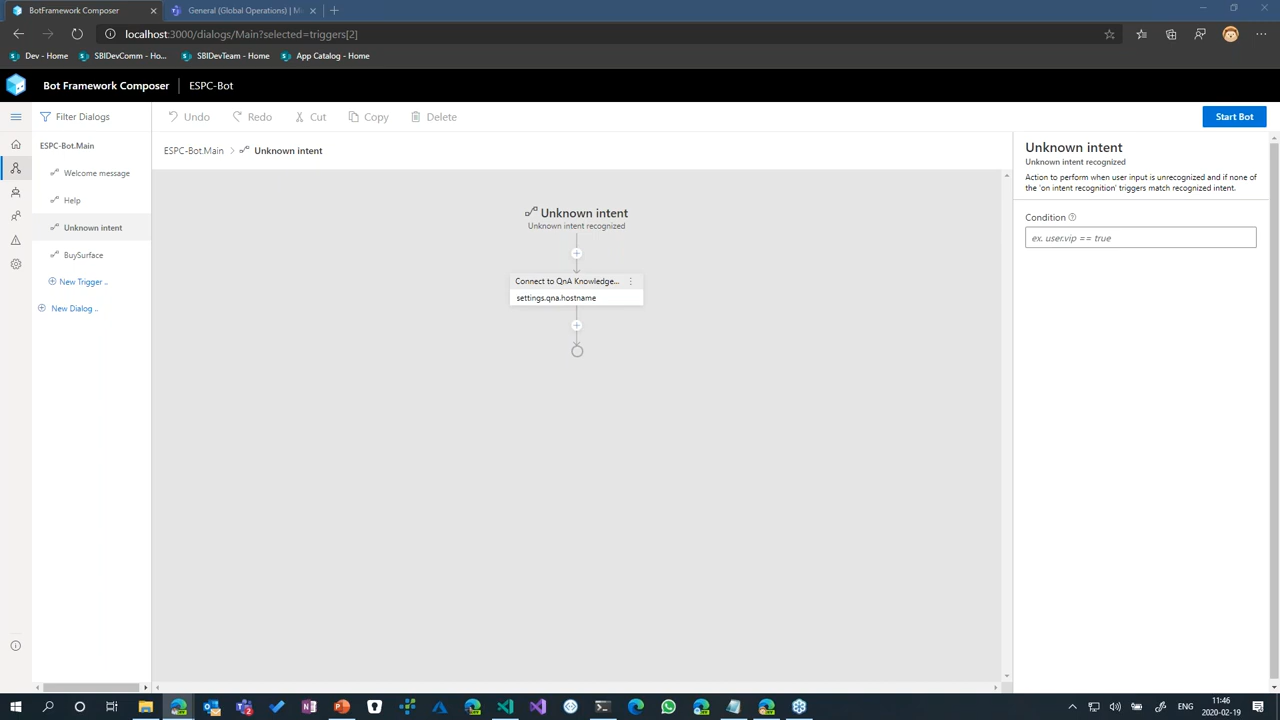 BotFramework Composer
General (Global Operations) | Mi
localhost:3000/dialogs/Main?selected=triggers[2]
Dev - Home
SBIDevComm - Ho...
SBIDevTeam - Home
App Catalog - Home
Bot Framework Composer
ESPC-Bot
Filter Dialogs
Undo
Redo
Cut
Copy
Delete
Start Bot
ESPC-Bot.Main
Welcome message
Help
Unknown intent
BuySurface
New Trigger ..
New Dialog ..
ESPC-Bot.Main > Unknown intent
Unknown intent
Unknown intent recognized
Connect to QnA Knowledge...
settings.qna.hostname
Unknown intent
Unknown intent recognized
Action to perform when user input is unrecognized and if none of
the 'on intent recognition' triggers match recognized intent.
Condition
ex. user.vip == true
ENG
11:46
2020-02-19